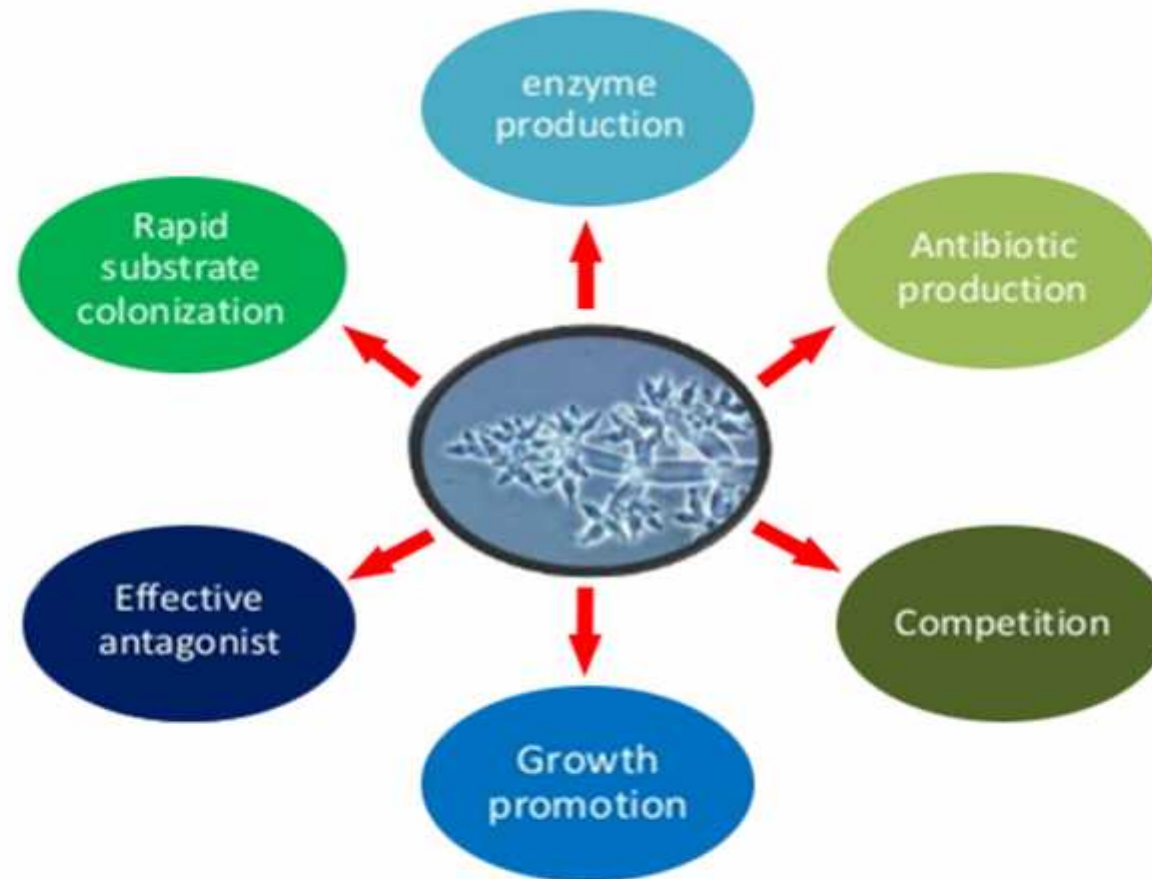 enzyme
production
Rapid
substrate
colonization
Antibiotic
production
Effective
antagonist
Competition
Growth
promotion